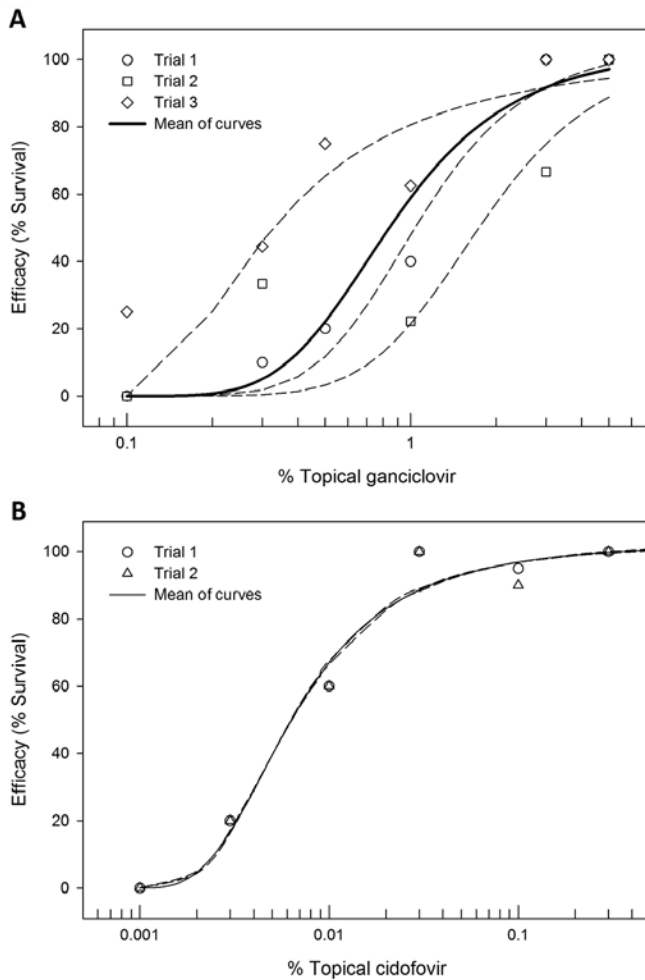 A
Trial 1
Trial 2
Trial 3
Mean of curves
Efficacy (% Survival)
100
80
60
40
20
0
0.1
1
% Topical ganciclovir
B
Trial 1
Trial 2
Mean of curves
Efficacy (% Survival)
100
80
60
40
20
0
0.001
0.01
0.1
% Topical cidofovir